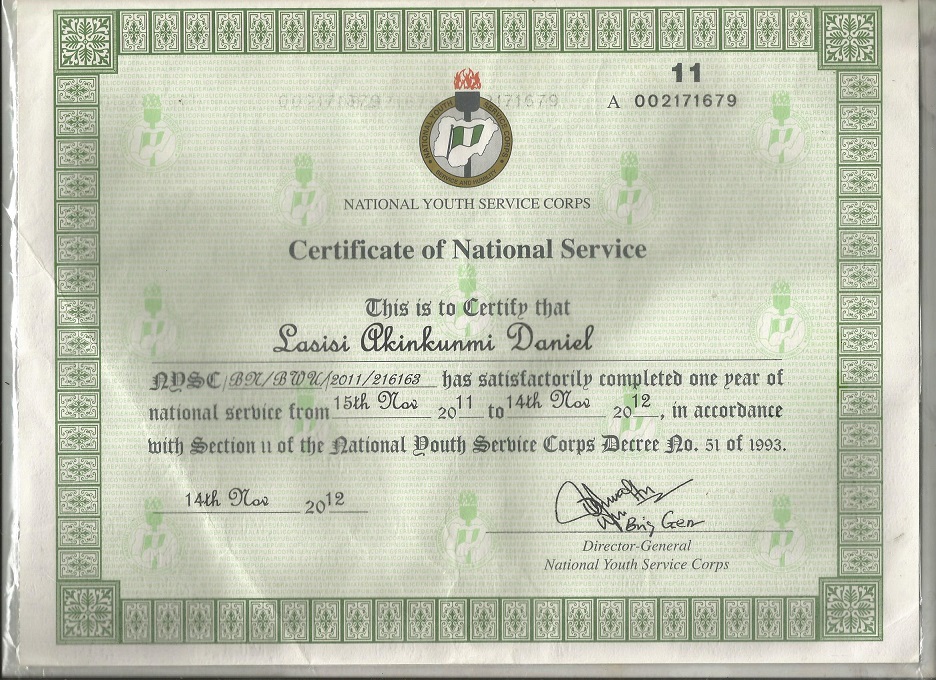 11
A 002171679
NATIONAL YOUTH SERVICE CORPS
Certificate of National Service
This is to Certify that
Lasisi Akinkunmi Daniel
NYSC/BN/BWU/2011/216163 has satisfactorily completed one year of
national service from 15th Nov 2011 to 14th Nov 2012, in accordance
with Section 11 of the National Youth Service Corps Decree No. 51 of 1993.
14th Nov 2012
Brig Gen
Director-General
National Youth Service Corps